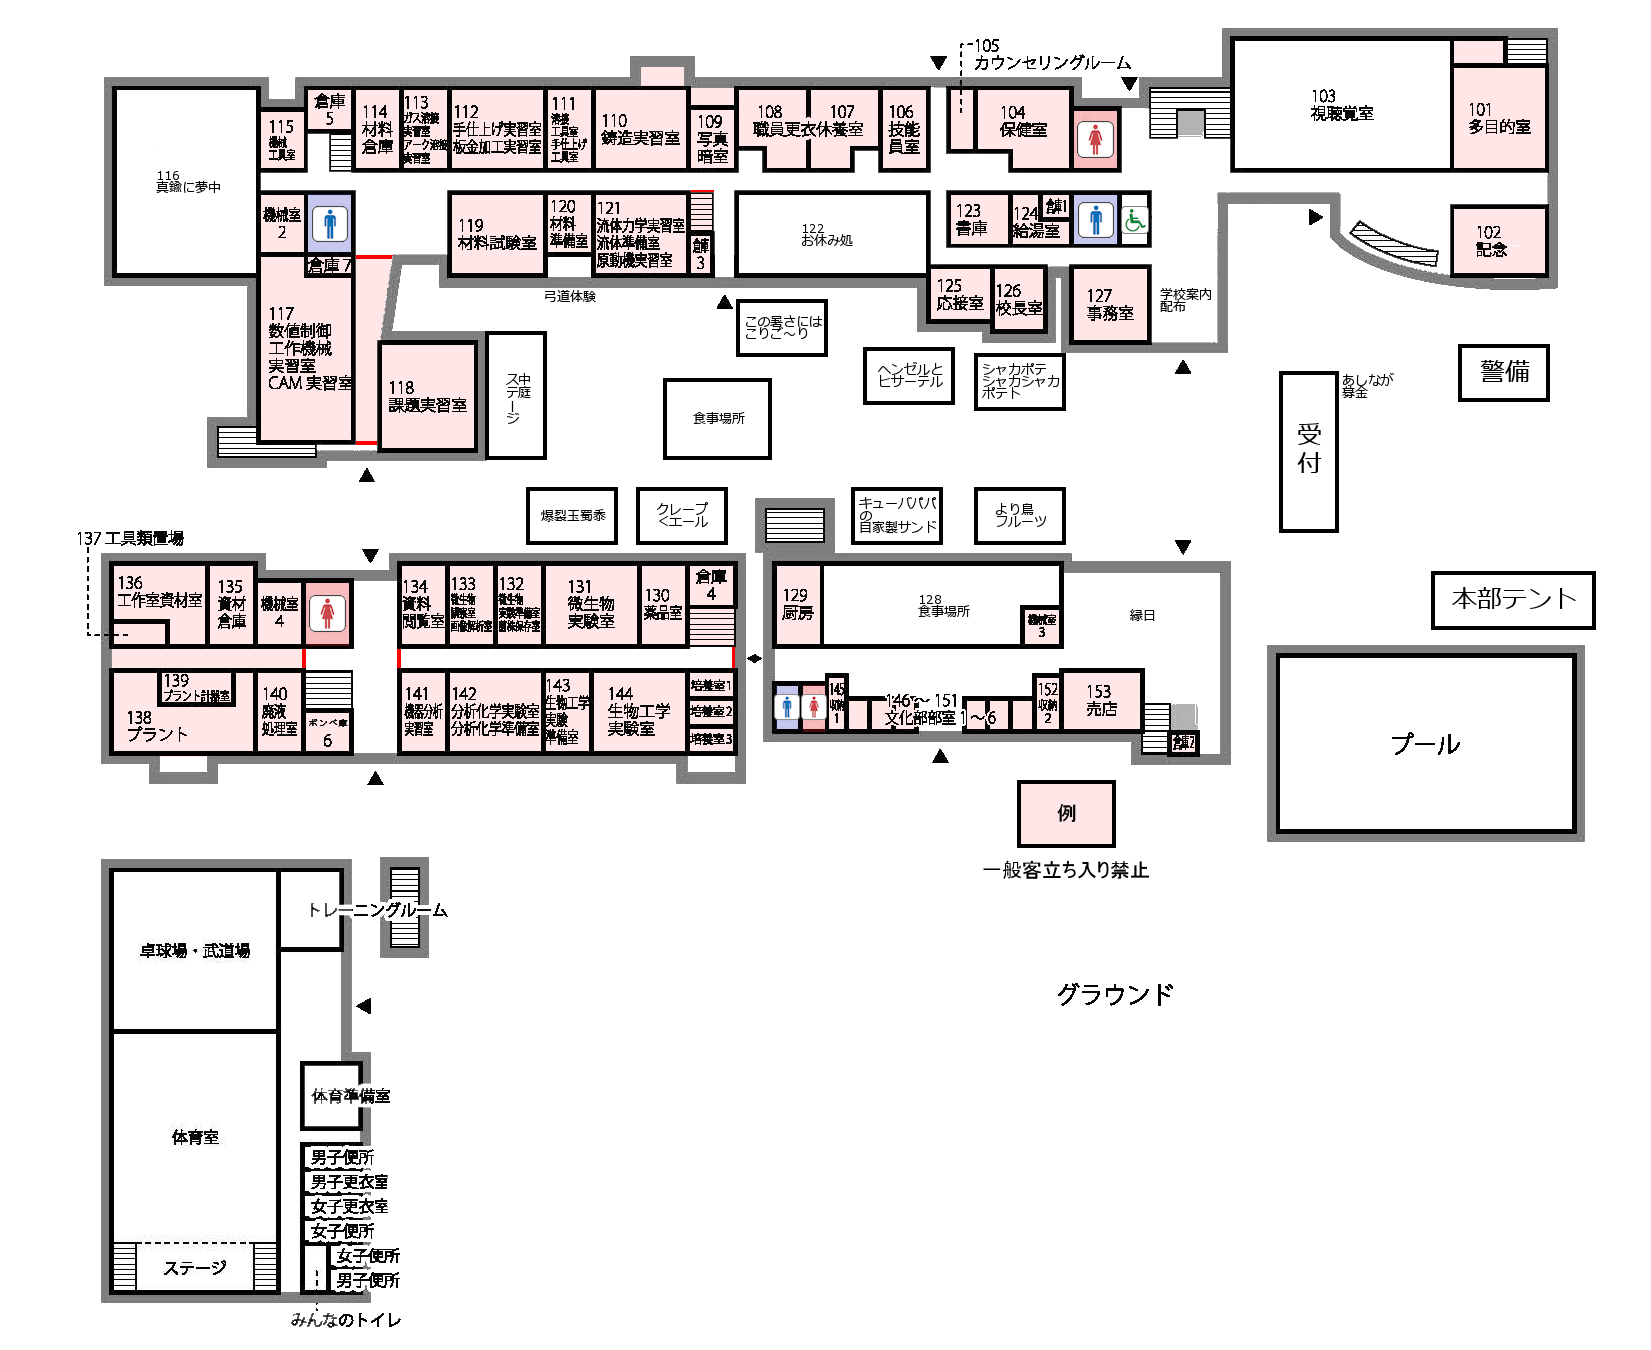 105
カウンセリングルーム
倉庫
5
115
機械
工具室
114
材料
倉庫
113
ガス溶接
実習室
アーク溶接
実習室
112
手仕上げ実習室
板金加工実習室
111
溶接
工具室
手仕上げ
工具室
110
鋳造実習室
109
写真
暗室
108
職員更衣休養室
107
106
技能
員室
104
保健室
103
視聴覚室
101
多目的室
116
真鍮に夢中
機械室
2
倉庫7
119
材料試験室
120
材料
準備室
121
流体力学実習室
流体準備室
原動機実習室
倉庫
3
122
お休み処
123
書庫
124
給湯室
倉庫1
102
記念
125
応接室
126
校長室
127
事務室
学校案内
配布
弓道体験
117
数値制御
工作機械
実習室
CAM 実習室
118
課題実習室
中庭
ステージ
この暑さには
こりご〜り
食事場所
ヘンゼルと
ヒサーテル
シャカポテ
シャカシャカ
ポテト
警備
あしなが
募金
受付
爆裂玉蜀黍
クレープ
くエール
キューパパパ
の
自家製サンド
より鳥
フルーツ
137 工具類置場
136
工作室資材室
135
資材
倉庫
機械室
4
134
資料
閲覧室
133
微生物
調整室
画像解析室
132
微生物
実験準備室
菌株保存室
131
微生物
実験室
130
薬品室
倉庫
4
129
厨房
128
食事場所
機械室
3
縁日
本部テント
139
プラント計器室
138
プラント
140
廃液
処理室
ボンベ庫
6
141
機器分析
実習室
142
分析化学実験室
分析化学準備室
143
生物工学
実験
準備室
144
生物工学
実験室
培養室1
培養室2
培養室3
145
収納
1
146〜151
文化部部室1〜6
152
収納
2
153
売店
倉庫2
プール
例
一般客立ち入り禁止
トレーニングルーム
卓球場・武道場
グラウンド
体育準備室
体育室
男子便所
男子更衣室
女子更衣室
女子便所
女子便所
男子便所
ステージ
みんなのトイレ